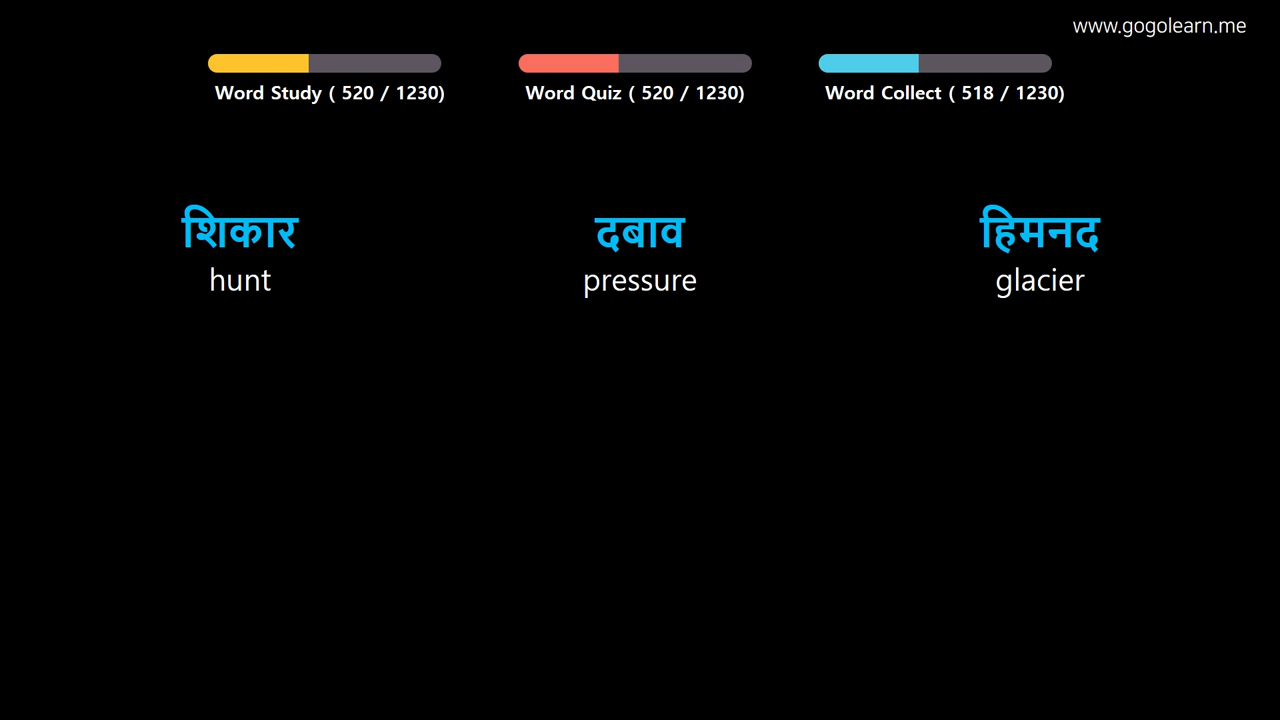 www.gogolearn.me
Word Study ( 520 / 1230)
Word Quiz ( 520 / 1230)
Word Collect ( 518 / 1230)
शिकार
hunt
दबाव
pressure
हिमनद
glacier